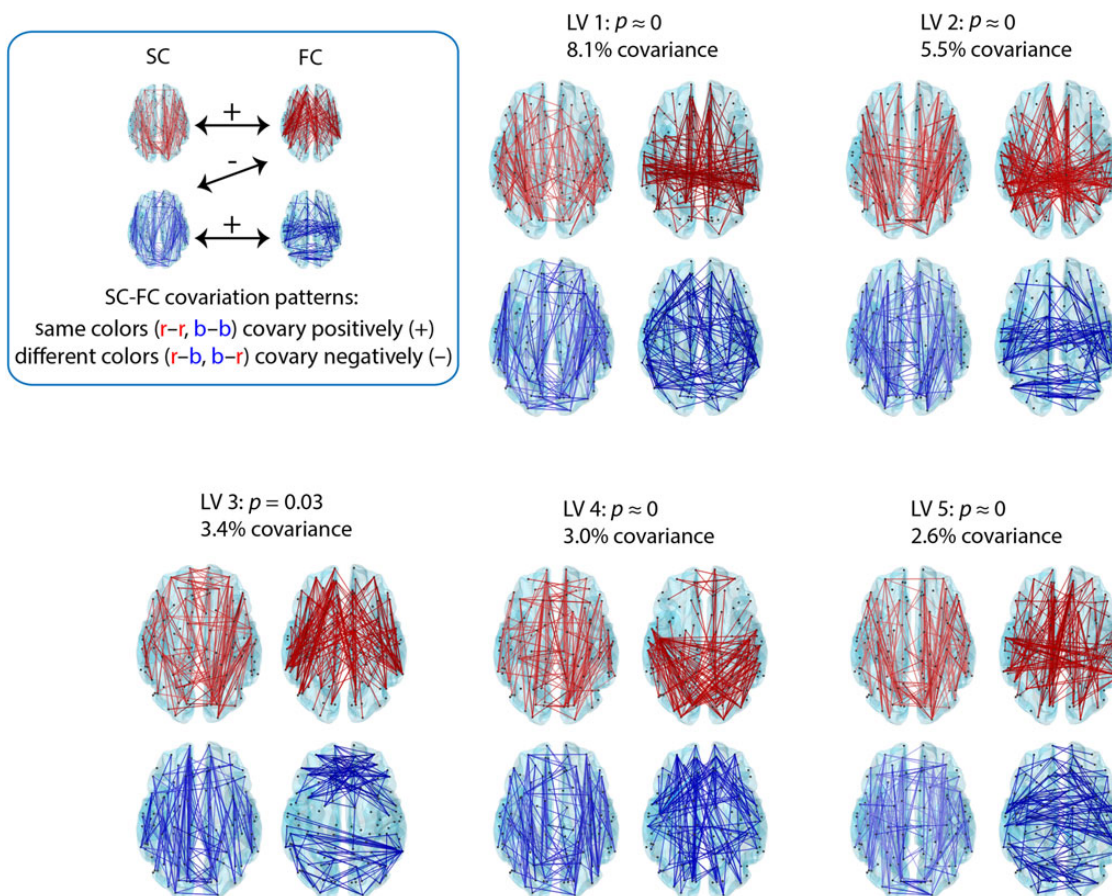 SC FC
+
-
+
SC-FC covariation patterns:
same colors (r–r, b–b) covary positively (+)
different colors (r–b, b–r) covary negatively (–)
LV 1: p ≈ 0
8.1% covariance
LV 2: p ≈ 0
5.5% covariance
LV 3: p = 0.03
3.4% covariance
LV 4: p ≈ 0
3.0% covariance
LV 5: p ≈ 0
2.6% covariance